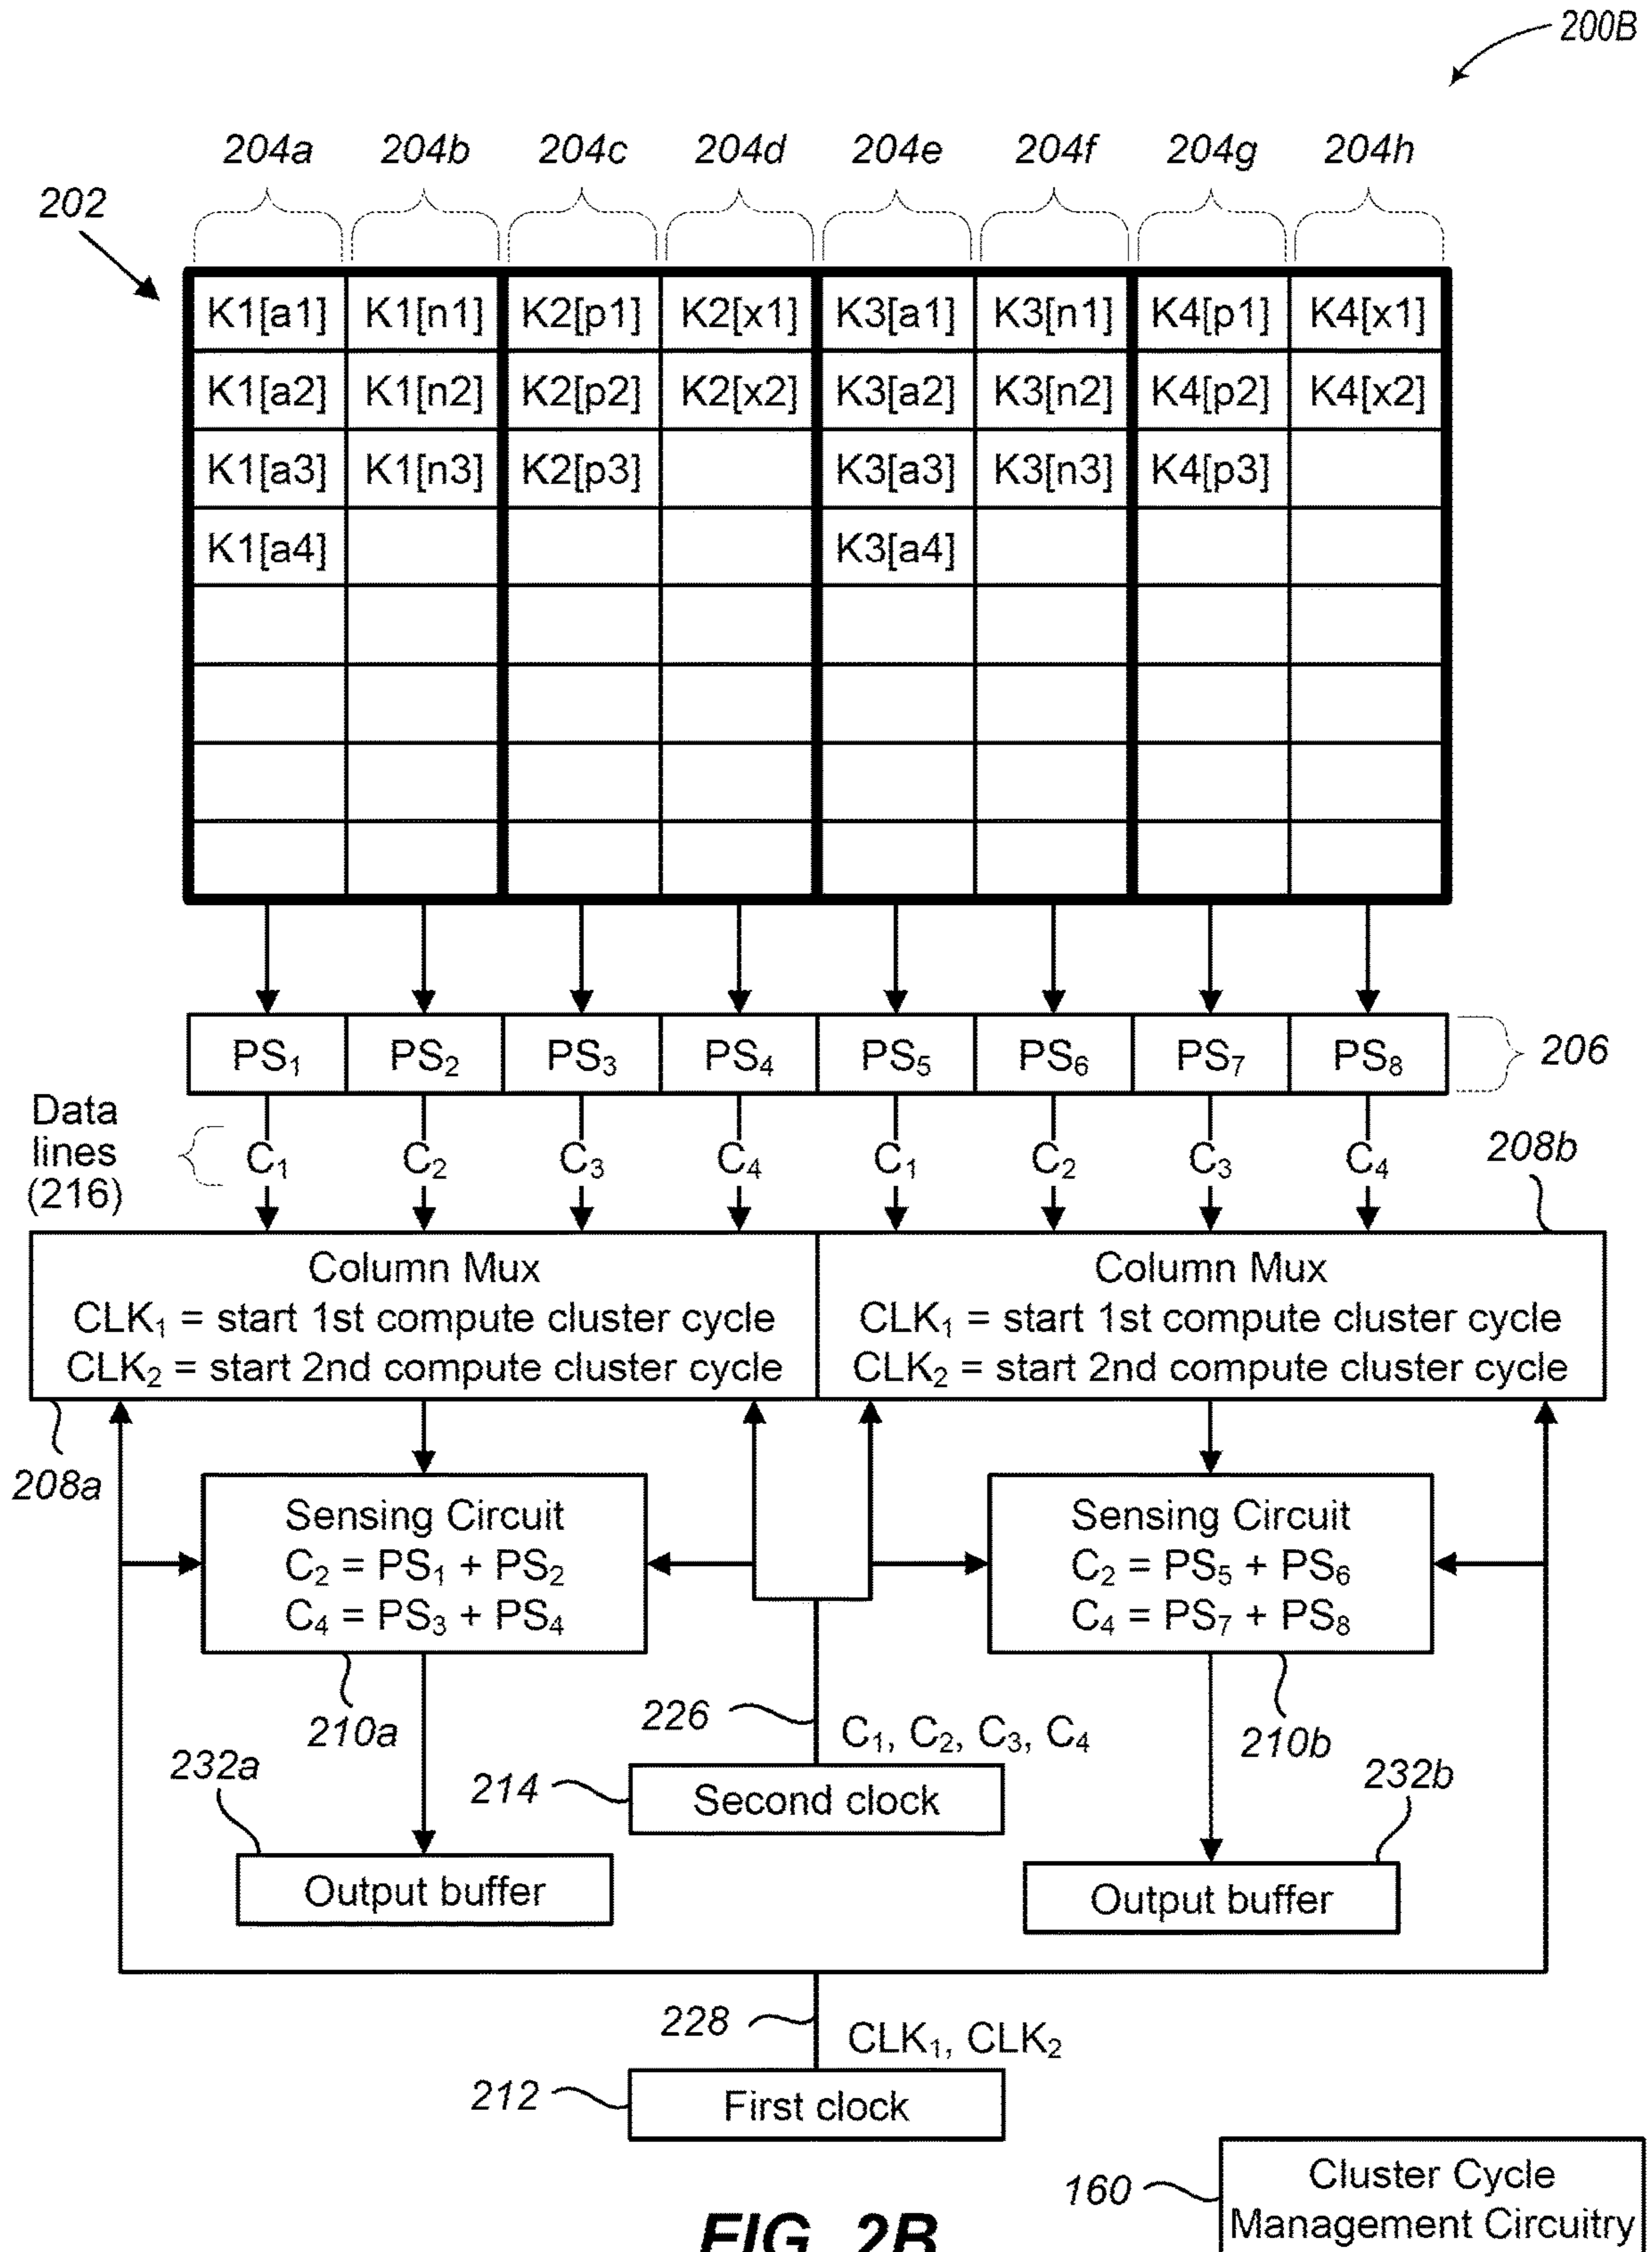 200B
204a 204b 204c 204d 204e 204f 204g 204h
202
K1[a1] K1[n1] K2[p1] K2[x1] K3[a1] K3[n1] K4[p1] K4[x1]
K1[a2] K1[n2] K2[p2] K2[x2] K3[a2] K3[n2] K4[p2] K4[x2]
K1[a3] K1[n3] K2[p3] K3[a3] K3[n3] K4[p3]
K1[a4] K3[a4]
PS₁ PS₂ PS₃ PS₄ PS₅ PS₆ PS₇ PS₈ 206
Data
lines
(216)
C₁ C₂ C₃ C₄ C₁ C₂ C₃ C₄
208b
Column Mux
CLK₁ = start 1st compute cluster cycle
CLK₂ = start 2nd compute cluster cycle
Column Mux
CLK₁ = start 1st compute cluster cycle
CLK₂ = start 2nd compute cluster cycle
208a
Sensing Circuit
C₂ = PS₁ + PS₂
C₄ = PS₃ + PS₄
Sensing Circuit
C₂ = PS₅ + PS₆
C₄ = PS₇ + PS₈
210a
226
C₁, C₂, C₃, C₄
210b
232a
214
Second clock
232b
Output buffer
Output buffer
228
CLK₁, CLK₂
212
First clock
160
Cluster Cycle
Management Circuitry
FIG. 2B